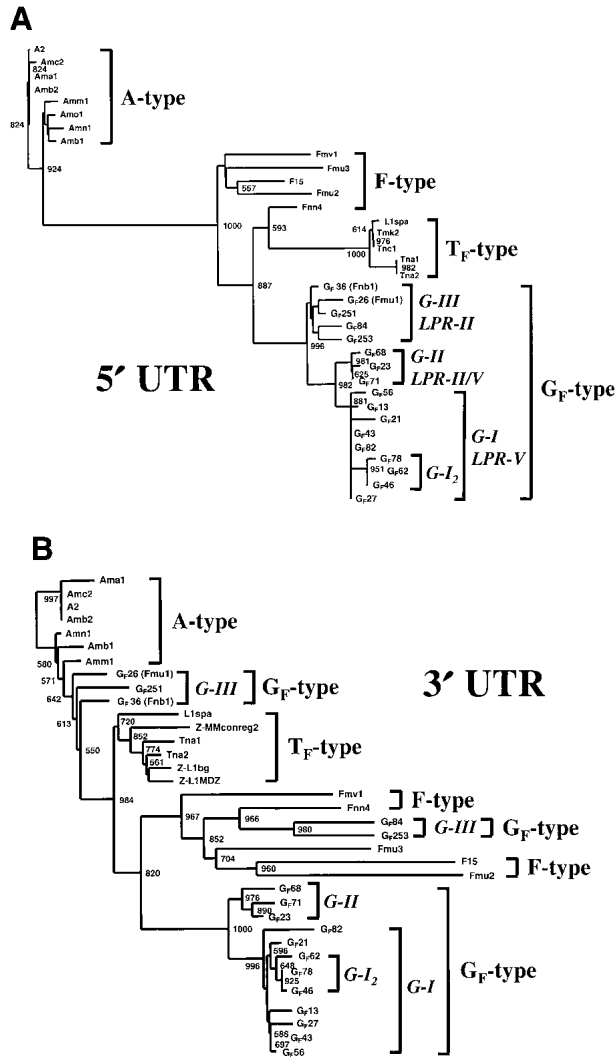 A
A2
Amc2
824
Ama1
Amb2
Amm1
Amo1
Amn1
Amb1
824
924
A-type
Fmv1
Fmu3
F15
557
Fmu2
F-type
1000
Fnn4
593
L1spa
614
Tmk2
976
Tnc1
1000
Tna1
982
Tna2
TF-type
887
GF36 (Fnb1)
GF26 (Fmu1)
GF251
GF84
GF253
996
G-III
LPR-II
GF68
981
GF23
625
GF71
982
G-II
LPR-II/V
GF56
881
GF13
GF21
GF43
GF82
GF78
951
GF62
GF46
GF27
G-I2
G-I
LPR-V
GF-type
5′ UTR
B
Ama1
997
Amc2
A2
Amb2
Amn1
Amb1
580
Amm1
571
A-type
GF26 (Fmu1)
642
GF251
GF36 (Fnb1)
613
G-III
GF-type
3′ UTR
L1spa
720
Z-MMconreg2
852
Tna1
774
Tna2
561
Z-L1bg
Z-L1MDZ
550
TF-type
984
Fmv1
967
Fnn4
966
F-type
GF84
980
GF253
G-III
GF-type
852
Fmu3
704
F15
960
Fmu2
F-type
820
GF68
976
GF71
890
GF23
G-II
1000
GF82
GF21
596
GF62
996
648
GF78
925
GF46
G-I2
GF13
GF27
586
GF43
697
GF56
G-I
GF-type